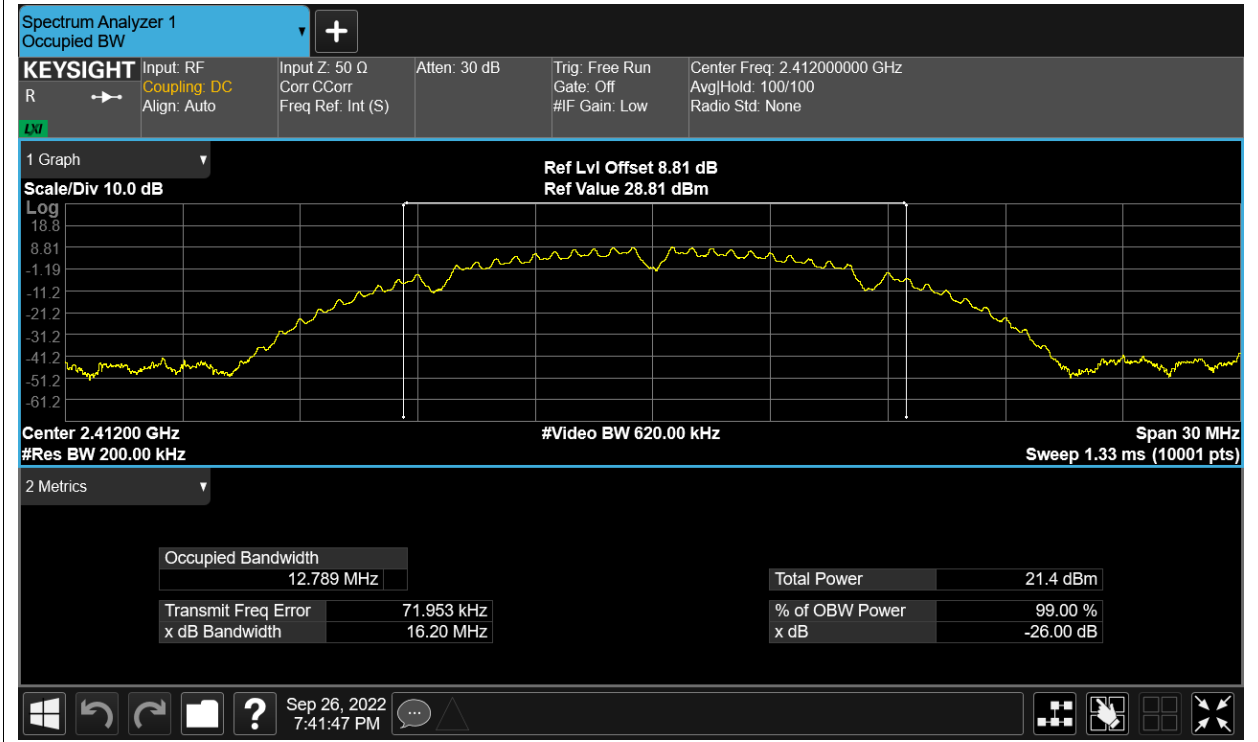 Spectrum Analyzer 1
Occupied BW
KEYSIGHT
R
LXI
Input: RF
Coupling: DC
Align: Auto
Input Z: 50 Ω
Corr CCorr
Freq Ref: Int (S)
Atten: 30 dB
Trig: Free Run
Gate: Off
#IF Gain: Low
Center Freq: 2.412000000 GHz
Avg|Hold: 100/100
Radio Std: None
1 Graph
Scale/Div 10.0 dB
Ref Lvl Offset 8.81 dB
Ref Value 28.81 dBm
Log
18.8
8.81
-1.19
-11.2
-21.2
-31.2
-41.2
-51.2
-61.2
Center 2.41200 GHz
#Video BW 620.00 kHz
Span 30 MHz
#Res BW 200.00 kHz
Sweep 1.33 ms (10001 pts)
2 Metrics
Occupied Bandwidth
12.789 MHz
Total Power 21.4 dBm
Transmit Freq Error 71.953 kHz
% of OBW Power 99.00 %
x dB Bandwidth 16.20 MHz
x dB -26.00 dB
?
Sep 26, 2022
7:41:47 PM